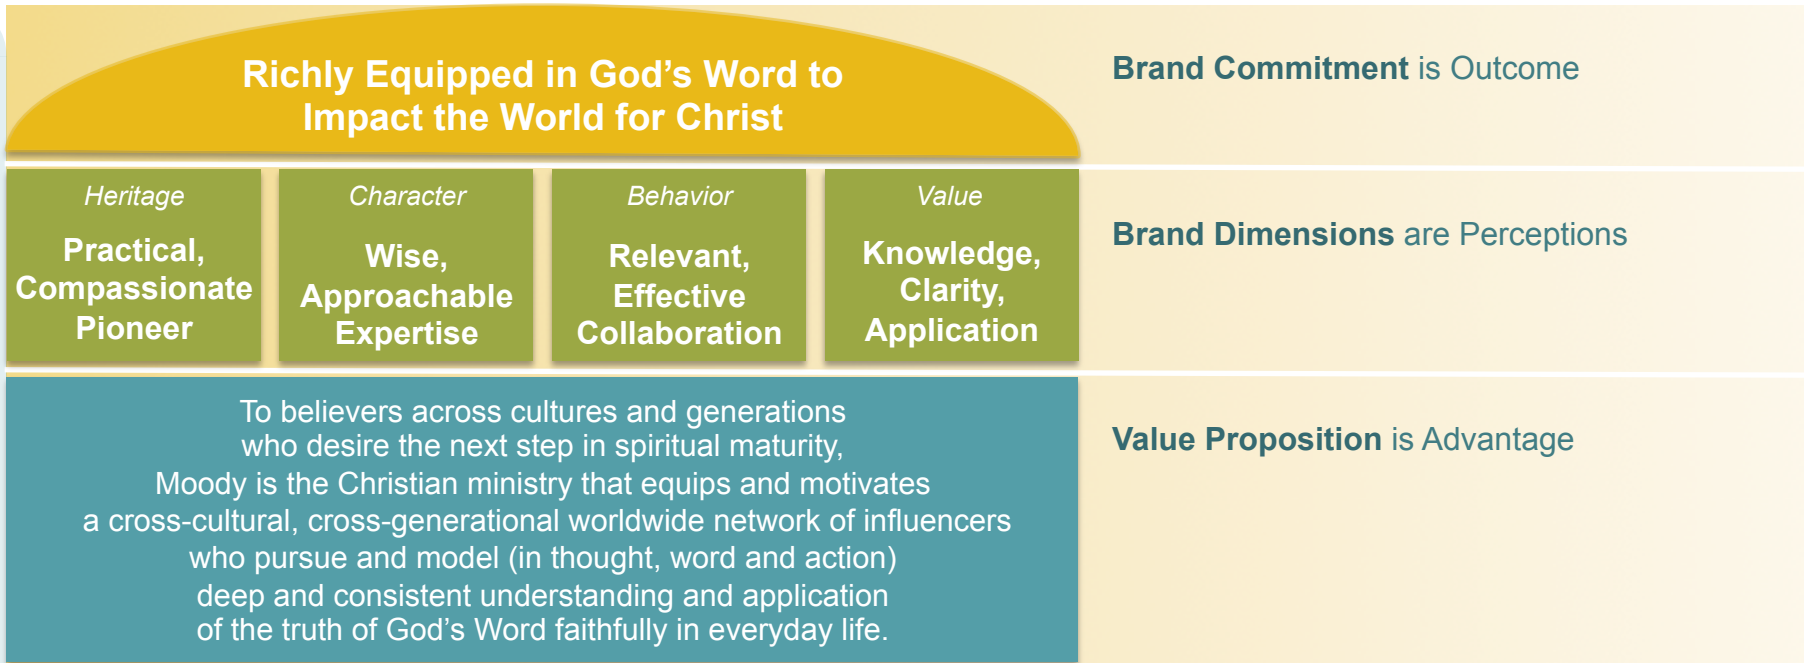 Richly Equipped in God’s Word to
Impact the World for Christ
Brand Commitment is Outcome
Heritage
Practical,
Compassionate
Pioneer
Character
Wise,
Approachable
Expertise
Behavior
Relevant,
Effective
Collaboration
Value
Knowledge,
Clarity,
Application
Brand Dimensions are Perceptions
To believers across cultures and generations
who desire the next step in spiritual maturity,
Moody is the Christian ministry that equips and motivates
a cross-cultural, cross-generational worldwide network of influencers
who pursue and model (in thought, word and action)
deep and consistent understanding and application
of the truth of God’s Word faithfully in everyday life.
Value Proposition is Advantage